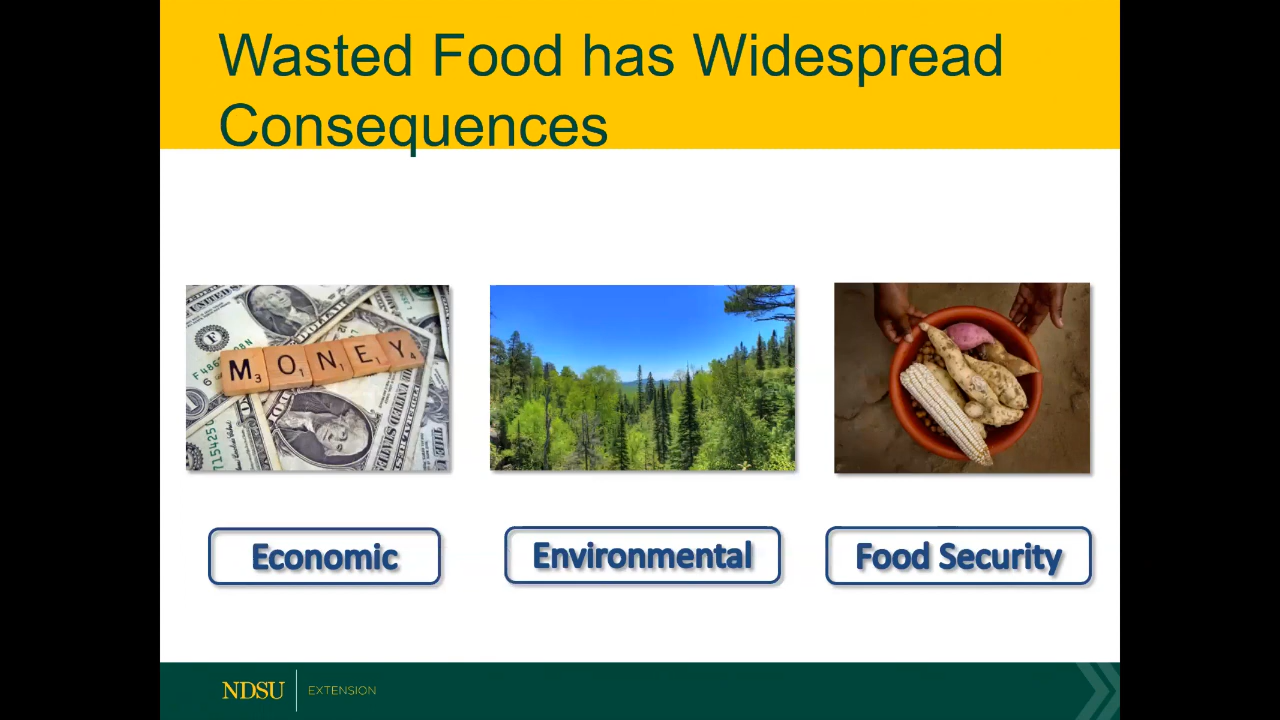 Wasted Food has Widespread
Consequences
MONEY
Economic
Environmental
Food Security
NDSU EXTENSION